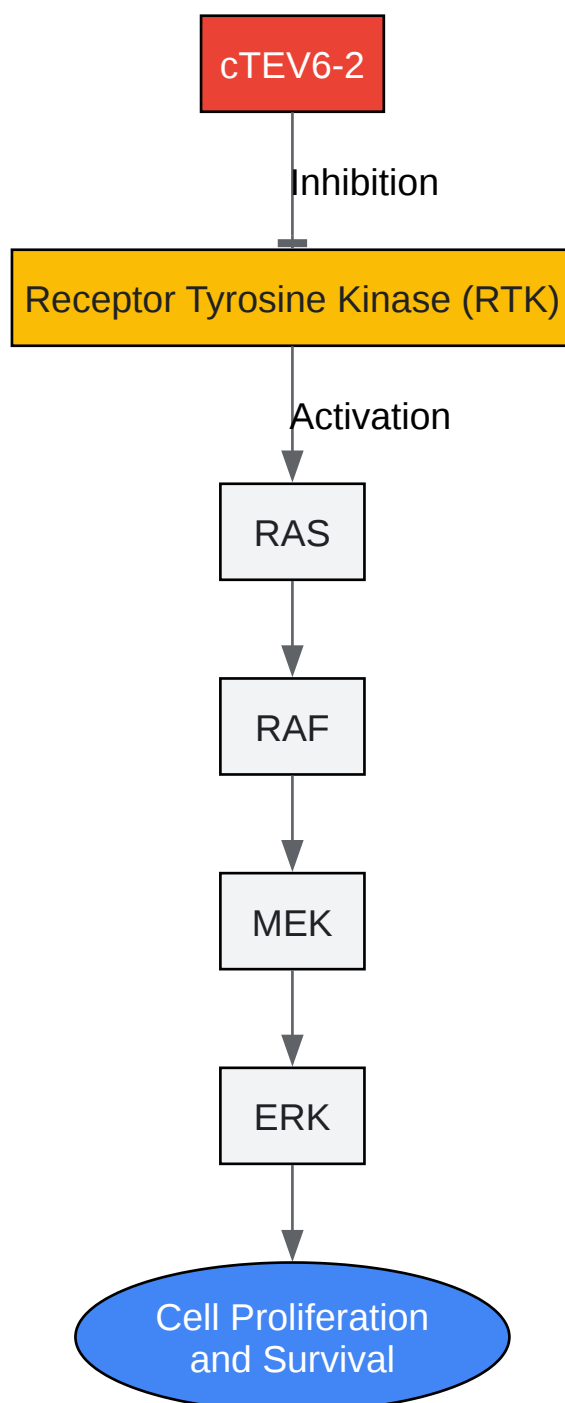 cTEV6-2
Inhibition
Receptor Tyrosine Kinase (RTK)
Activation
RAS
RAF
MEK
ERK
Cell Proliferation
and Survival